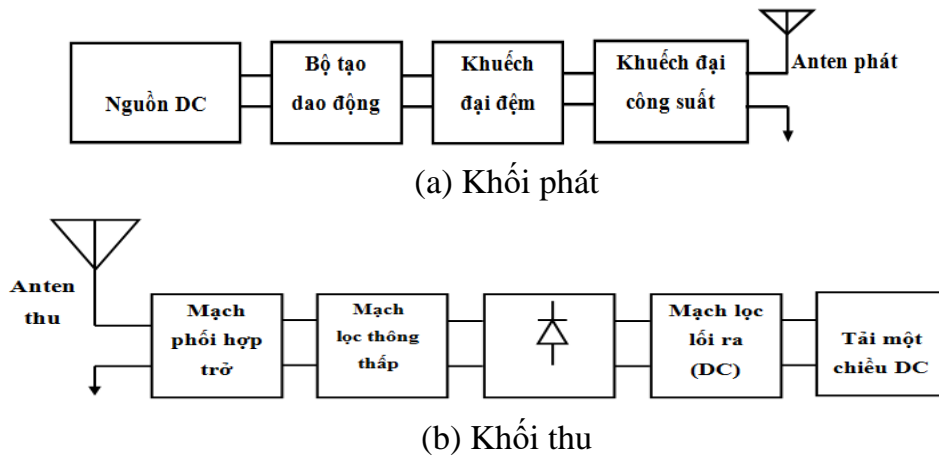 Nguồn DC
Bộ tạo
dao động
Khuếch
đại đệm
Khuếch đại
công suất
Anten phát
(a) Khối phát
Anten
thu
Mạch
phối hợp
trở
Mạch
lọc thông
thấp
Mạch lọc
lối ra
(DC)
Tải một
chiều DC
(b) Khối thu